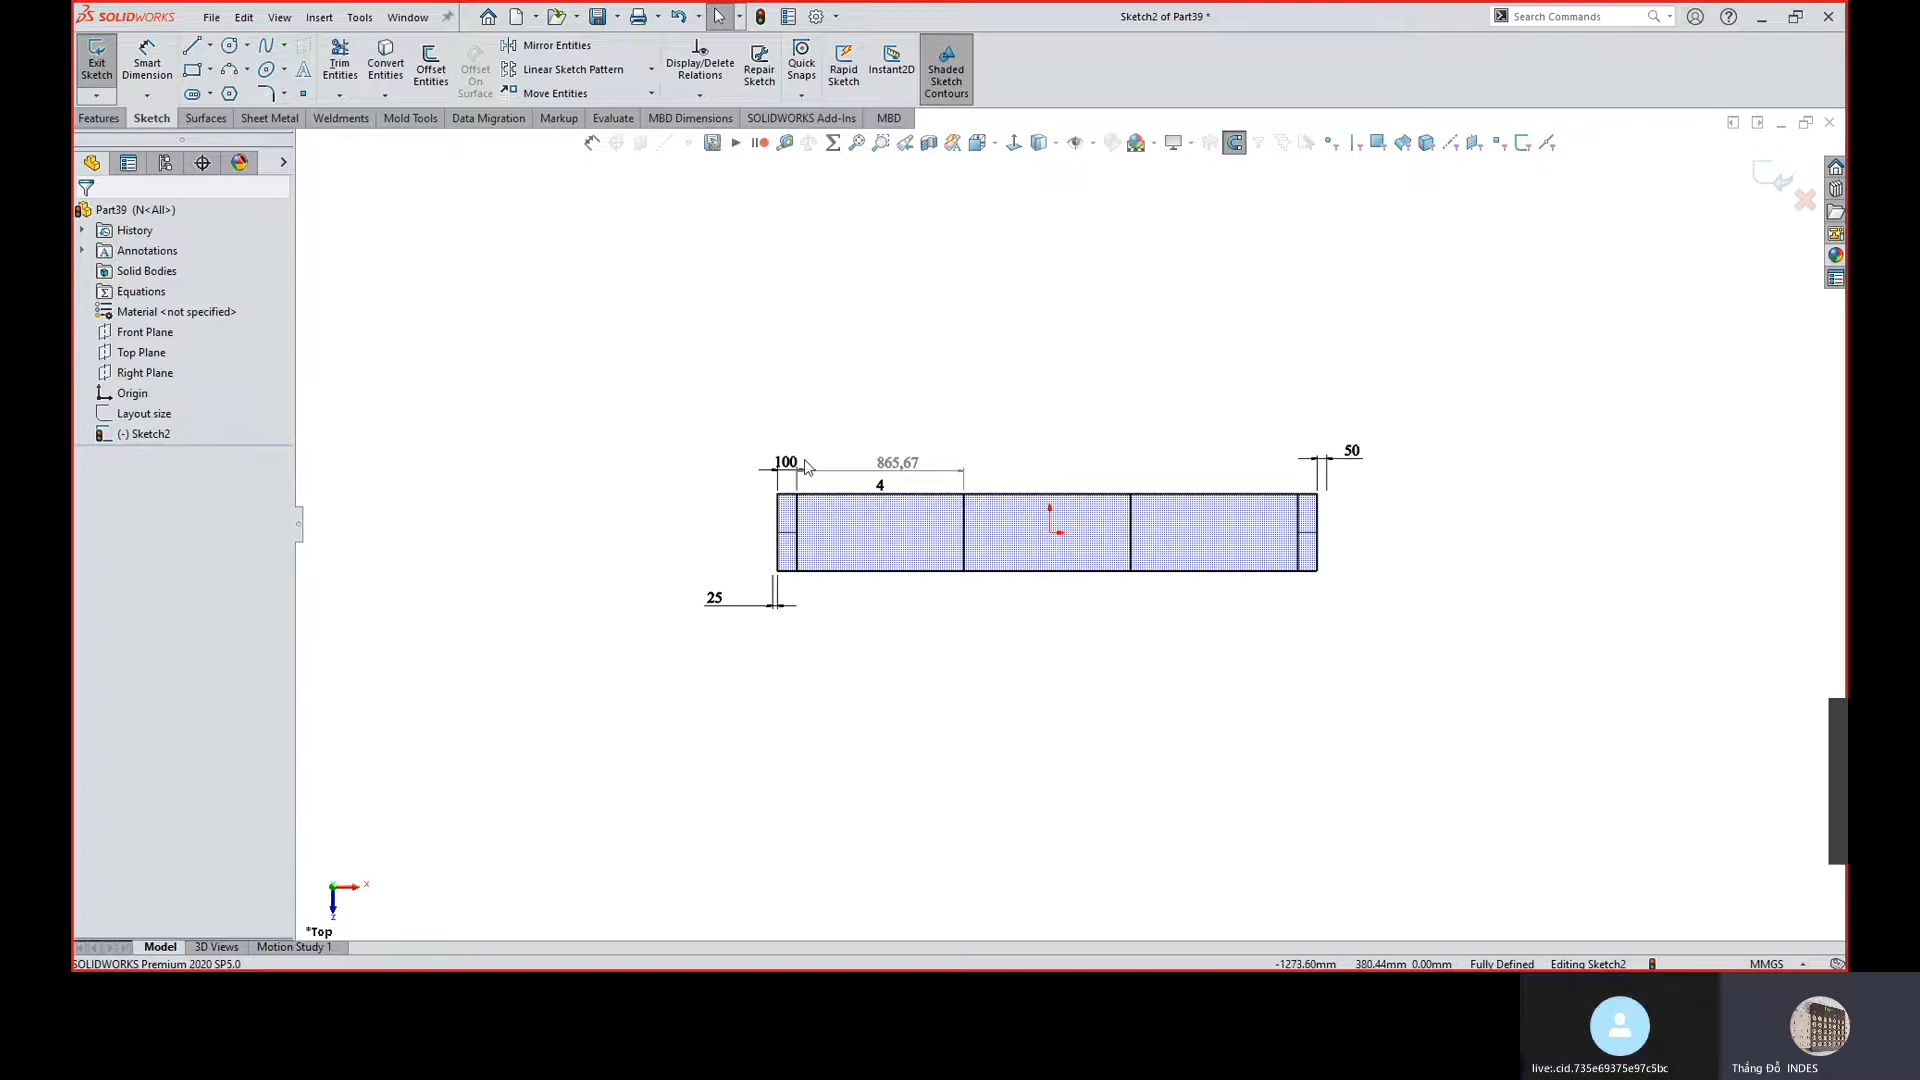 SOLIDWORKS File Edit View Insert Tools Window Sketch2 of Part39 * Search Commands
Exit Sketch
Smart Dimension
Trim Entities
Convert Entities
Offset Entities
Offset On Surface
Mirror Entities
Linear Sketch Pattern
Move Entities
Display/Delete Relations
Repair Sketch
Quick Snaps
Rapid Sketch
Instant2D
Shaded Sketch Contours
Features Sketch Surfaces Sheet Metal Weldments Mold Tools Data Migration Markup Evaluate MBD Dimensions SOLIDWORKS Add-Ins MBD
Part39 (N<All>)
History
Annotations
Solid Bodies
Equations
Material <not specified>
Front Plane
Top Plane
Right Plane
Origin
Layout size
(-) Sketch2
50
100 865,67
4
25
x
z
*Top
Model 3D Views Motion Study 1
SOLIDWORKS Premium 2020 SP5.0 -1273.60mm 380.44mm 0.00mm Fully Defined Editing Sketch2 MMGS
live:.cid.735e69375e97c5bc Thắng Đỗ INDES